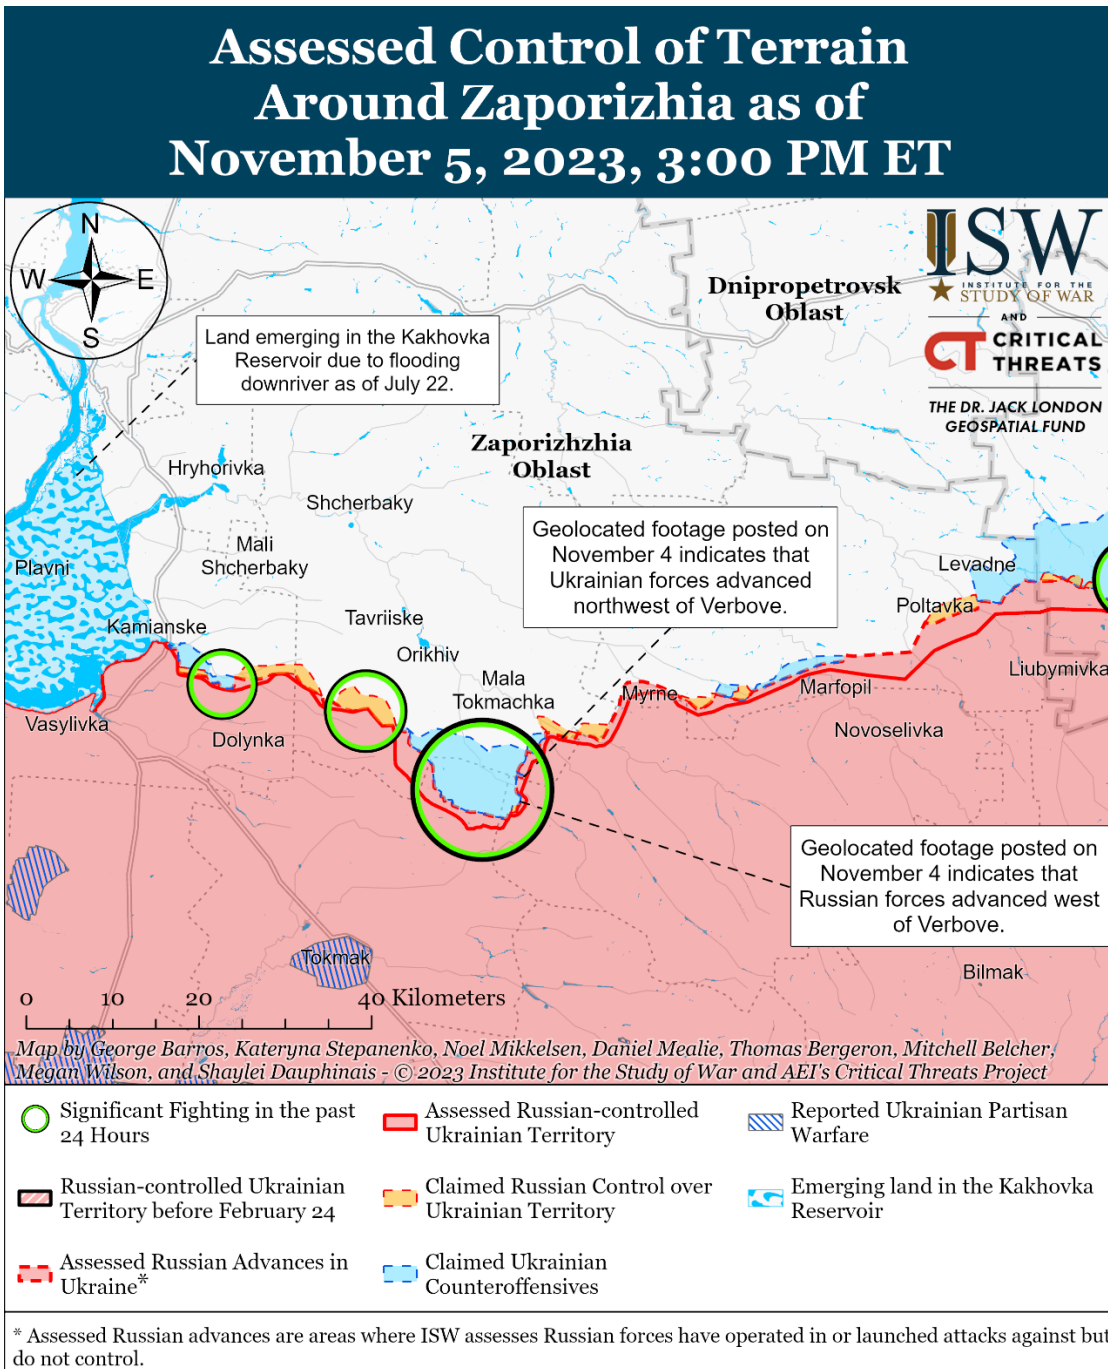 Assessed Control of Terrain
Around Zaporizhia as of
November 5, 2023, 3:00 PM ET
N
W
E
S
ISW
INSTITUTE FOR THE
STUDY OF WAR
AND
CT CRITICAL
THREATS
THE DR. JACK LONDON
GEOSPATIAL FUND
Dnipropetrovsk
Oblast
Land emerging in the Kakhovka
Reservoir due to flooding
downriver as of July 22.
Zaporizhzhia
Oblast
Hryhorivka
Shcherbaky
Geolocated footage posted on
November 4 indicates that
Ukrainian forces advanced
northwest of Verbove.
Mali
Shcherbaky
Plavni
Levadne
Poltavka
Kamianske
Tavriiske
Orikhiv
Mala
Tokmachka
Myrne
Marfopil
Liubymivka
Vasylivka
Dolynka
Novoselivka
Geolocated footage posted on
November 4 indicates that
Russian forces advanced west
of Verbove.
Tokmak
Bilmak
0 10 20 40 Kilometers
Map by George Barros, Kateryna Stepanenko, Noel Mikkelsen, Daniel Mealie, Thomas Bergeron, Mitchell Belcher,
Megan Wilson, and Shaylei Dauphinais - © 2023 Institute for the Study of War and AEI's Critical Threats Project
Significant Fighting in the past
24 Hours
Russian-controlled Ukrainian
Territory before February 24
Assessed Russian Advances in
Ukraine*
Assessed Russian-controlled
Ukrainian Territory
Claimed Russian Control over
Ukrainian Territory
Claimed Ukrainian
Counteroffensives
Reported Ukrainian Partisan
Warfare
Emerging land in the Kakhovka
Reservoir
* Assessed Russian advances are areas where ISW assesses Russian forces have operated in or launched attacks against but
do not control.